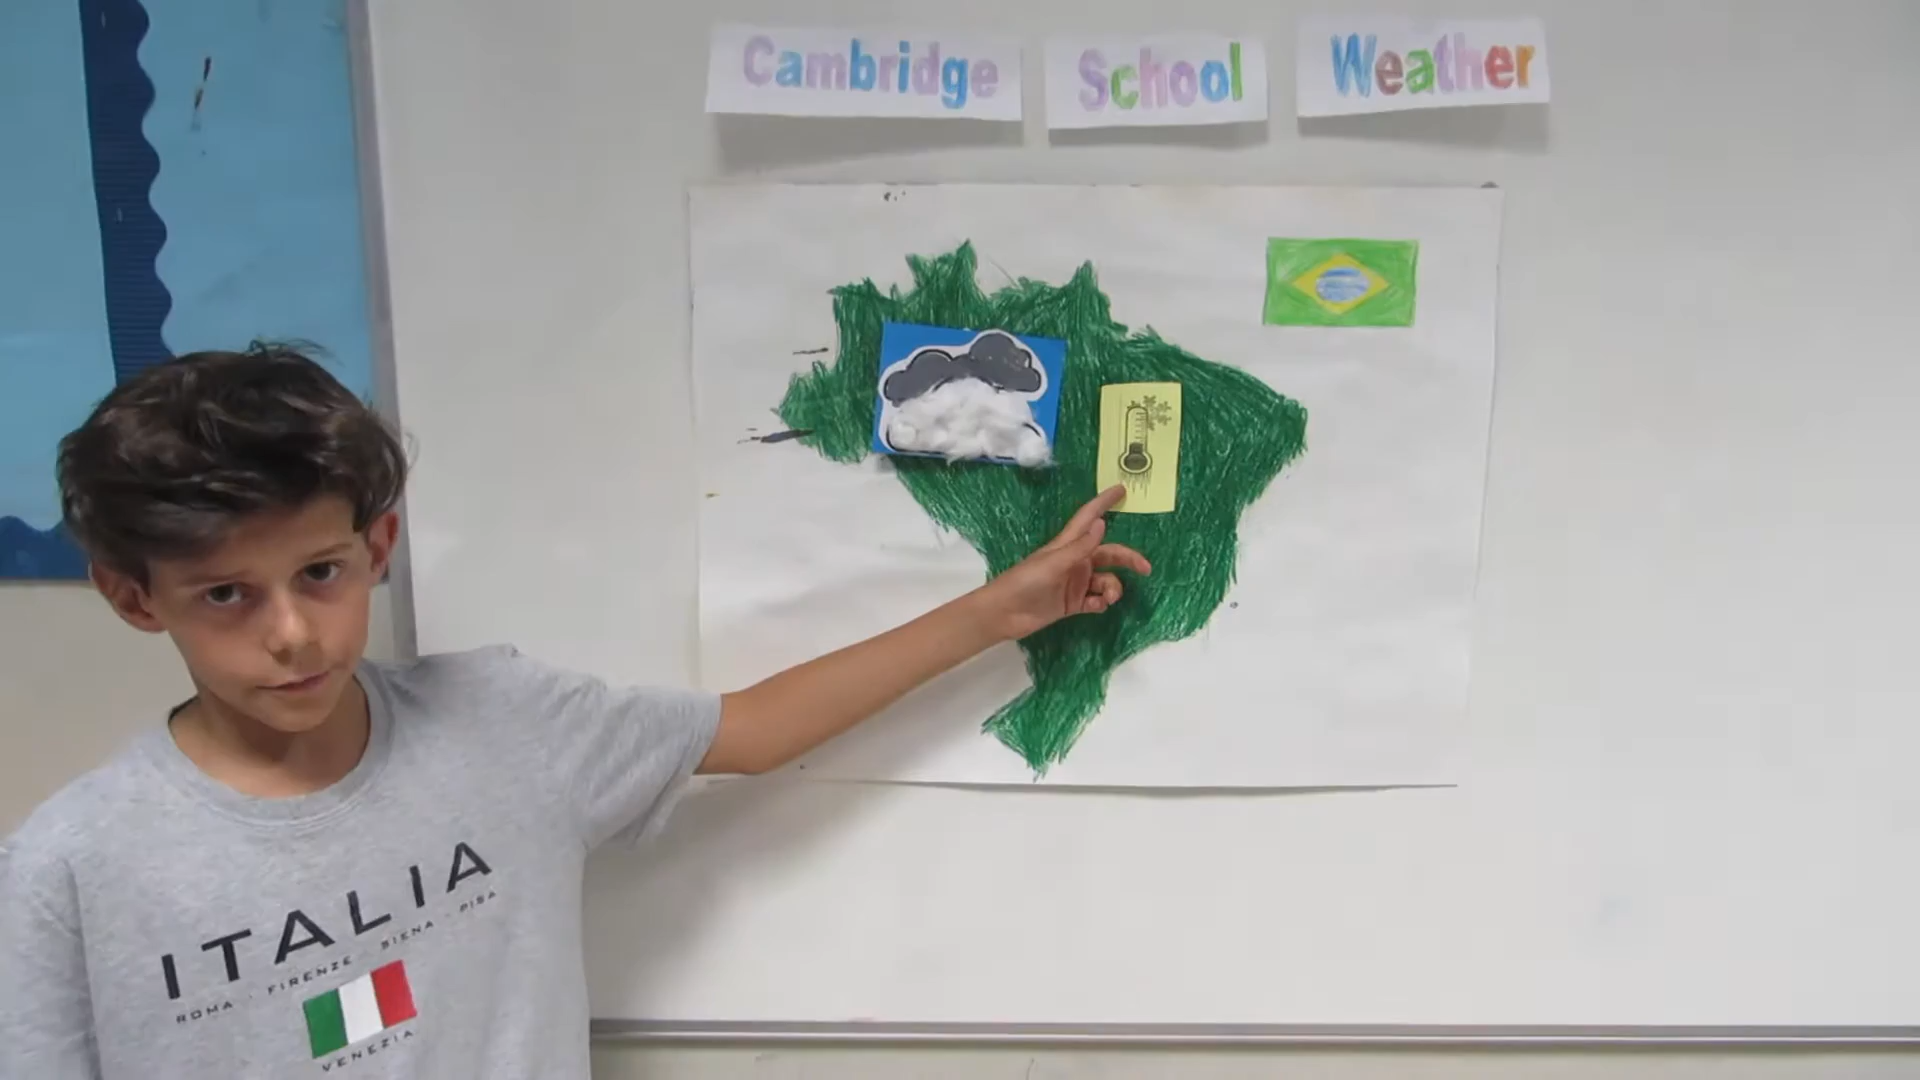 Cambridge School Weather
ITALIA
ROMA - FIRENZE - SIENA - PISA
VENEZIA